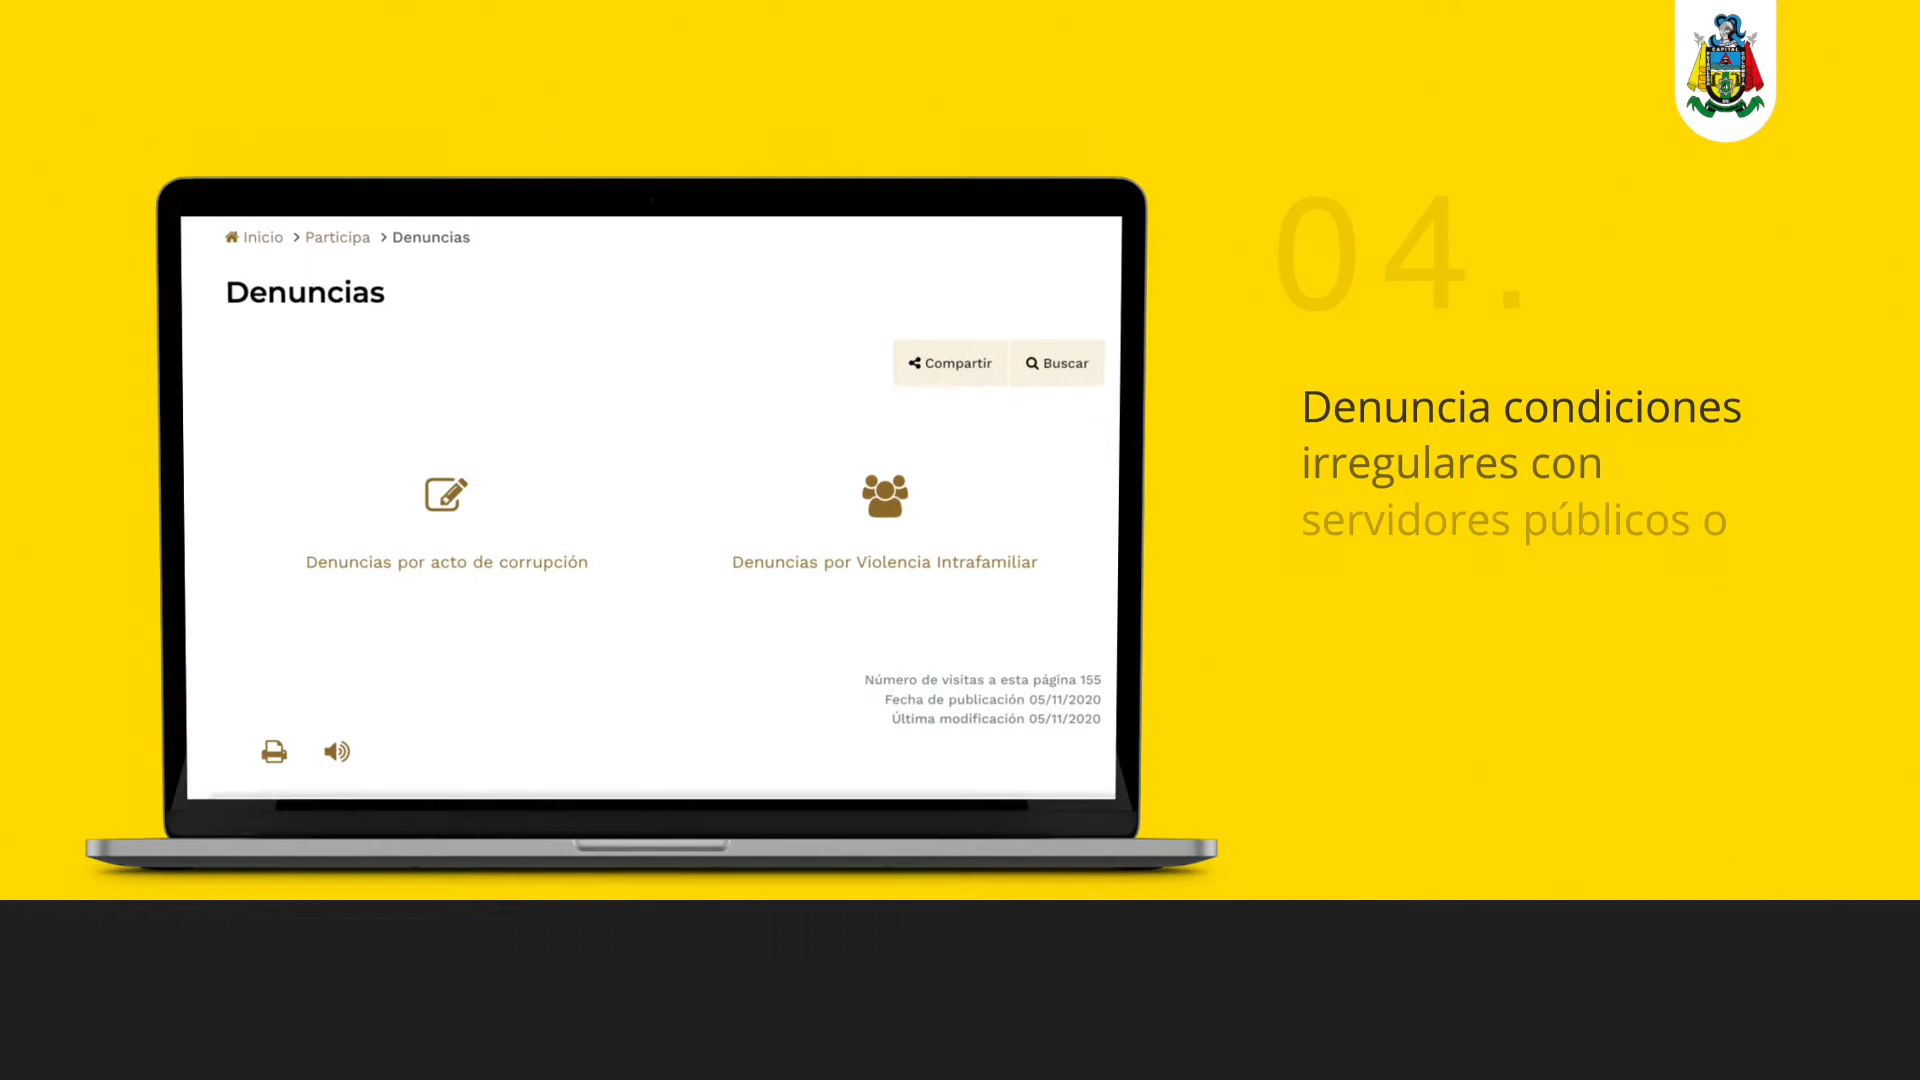 Inicio > Participa > Denuncias
Denuncias
Compartir
Buscar
Denuncias por acto de corrupción
Denuncias por Violencia Intrafamiliar
Número de visitas a esta página 155
Fecha de publicación 05/11/2020
Última modificación 05/11/2020
04.
Denuncia condiciones
irregulares con
servidores públicos o
CAPITAL